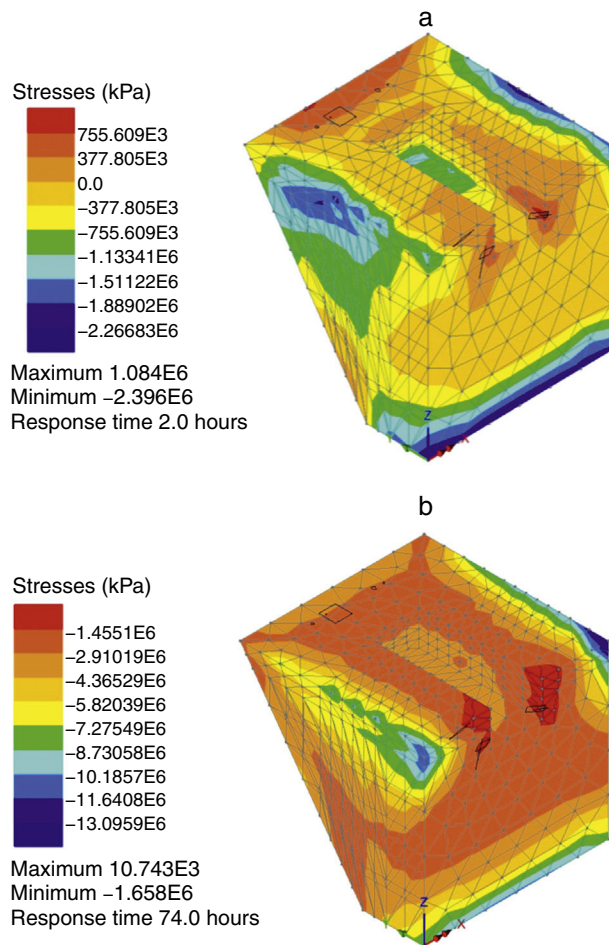 a
Stresses (kPa)
755.609E3
377.805E3
0.0
−377.805E3
−755.609E3
−1.13341E6
−1.51122E6
−1.88902E6
−2.26683E6
Maximum 1.084E6
Minimum −2.396E6
Response time 2.0 hours
Z
Y
X
b
Stresses (kPa)
−1.4551E6
−2.91019E6
−4.36529E6
−5.82039E6
−7.27549E6
−8.73058E6
−10.1857E6
−11.6408E6
−13.0959E6
Maximum 10.743E3
Minimum −1.658E6
Response time 74.0 hours
Z
Y
X